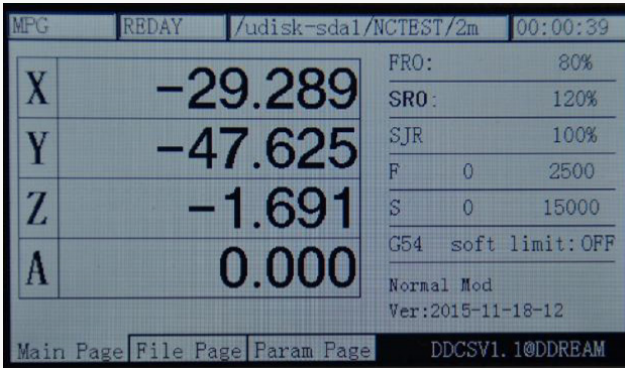 MPG REDAY /udisk-sda1/NCTEST/2m 00:00:39
X -29.289
Y -47.625
Z -1.691
A 0.000
FRO: 80%
SRO: 120%
SJR 100%
F 0 2500
S 0 15000
G54 soft limit:OFF
Normal Mod
Ver:2015-11-18-12
Main Page File Page Param Page DDCSV1.1@DDREAM